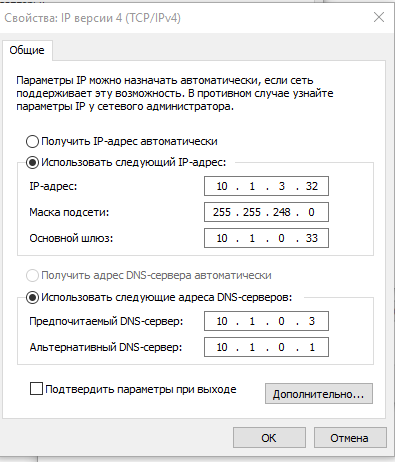 Свойства: IP версии 4 (TCP/IPv4)
Общие
Параметры IP можно назначать автоматически, если сеть
поддерживает эту возможность. В противном случае узнайте
параметры IP у сетевого администратора.
Получить IP-адрес автоматически
Использовать следующий IP-адрес:
IP-адрес: 10 . 1 . 3 . 32
Маска подсети: 255 . 255 . 248 . 0
Основной шлюз: 10 . 1 . 0 . 33
Получить адрес DNS-сервера автоматически
Использовать следующие адреса DNS-серверов:
Предпочитаемый DNS-сервер: 10 . 1 . 0 . 3
Альтернативный DNS-сервер: 10 . 1 . 0 . 1
Подтвердить параметры при выходе
Дополнительно...
ОК Отмена